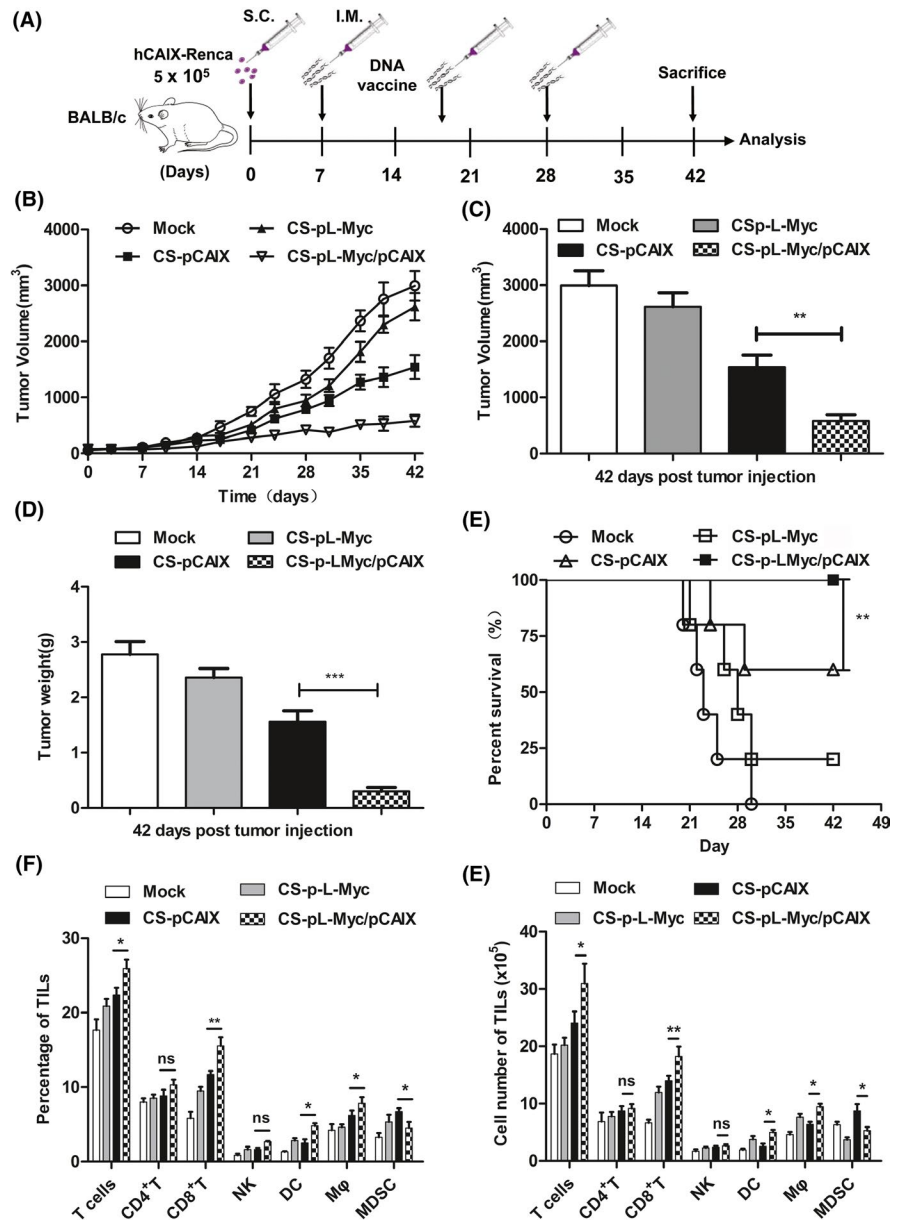 (A)
S.C.
I.M.
hCAIX-Renca
5 x 10⁵
DNA
vaccine
Sacrifice
BALB/c
Analysis
(Days)
0 7 14 21 28 35 42
(B)
Mock CS-pL-Myc
CS-pCAIX CS-pL-Myc/pCAIX
Tumor Volume(mm³)
4000
3000
2000
1000
0
0 7 14 21 28 35 42
Time（days）
(C)
Mock CSp-L-Myc
CS-pCAIX CS-pL-Myc/pCAIX
Tumor Volume(mm³)
4000
3000
2000
1000
0
**
42 days post tumor injection
(D)
Mock CS-pL-Myc
CS-pCAIX CS-p-LMyc/pCAIX
Tumor weight(g)
4
3
2
1
0
***
42 days post tumor injection
(E)
Mock CS-pL-Myc
CS-pCAIX CS-p-LMyc/pCAIX
Percent survival（%）
100
75
50
25
0
**
0 7 14 21 28 35 42 49
Day
(F)
Mock CS-p-L-Myc
CS-pCAIX CS-pL-Myc/pCAIX
Percentage of TILs
30
20
10
0
* ns ** ns * * *
T cells CD4⁺T CD8⁺T NK DC Mφ MDSC
(E)
Mock CS-pCAIX
CS-p-L-Myc CS-pL-Myc/pCAIX
Cell number of TILs (x10⁵)
40
30
20
10
0
* ns ** ns * * *
T cells CD4⁺T CD8⁺T NK DC Mφ MDSC